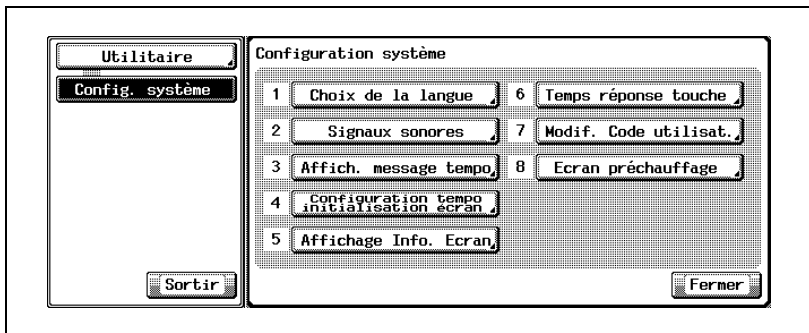 Utilitaire
Config. système
Sortir
Configuration système
1 Choix de la langue
2 Signaux sonores
3 Affich. message tempo
4 Configuration tempo
initialisation écran
5 Affichage Info. Ecran
6 Temps réponse touche
7 Modif. Code utilisat.
8 Ecran préchauffage
Fermer